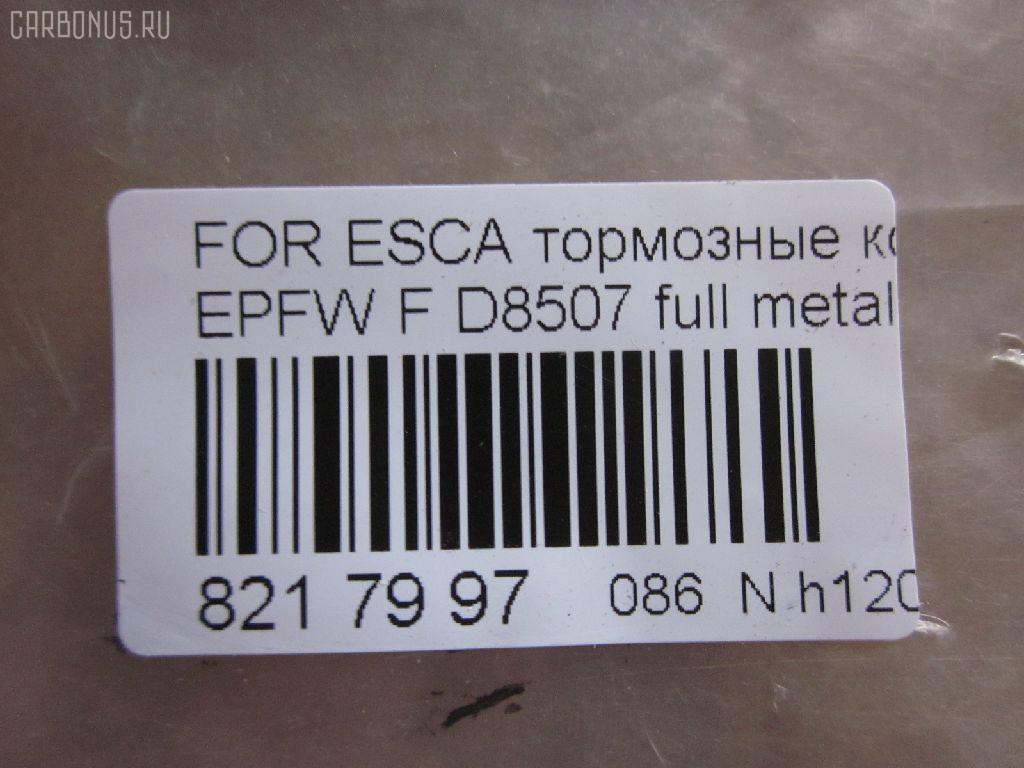 CARBONUS.RU
FOR ESCA тормозные
EPFW F D8507 full metal
821 79 97 086 N h120